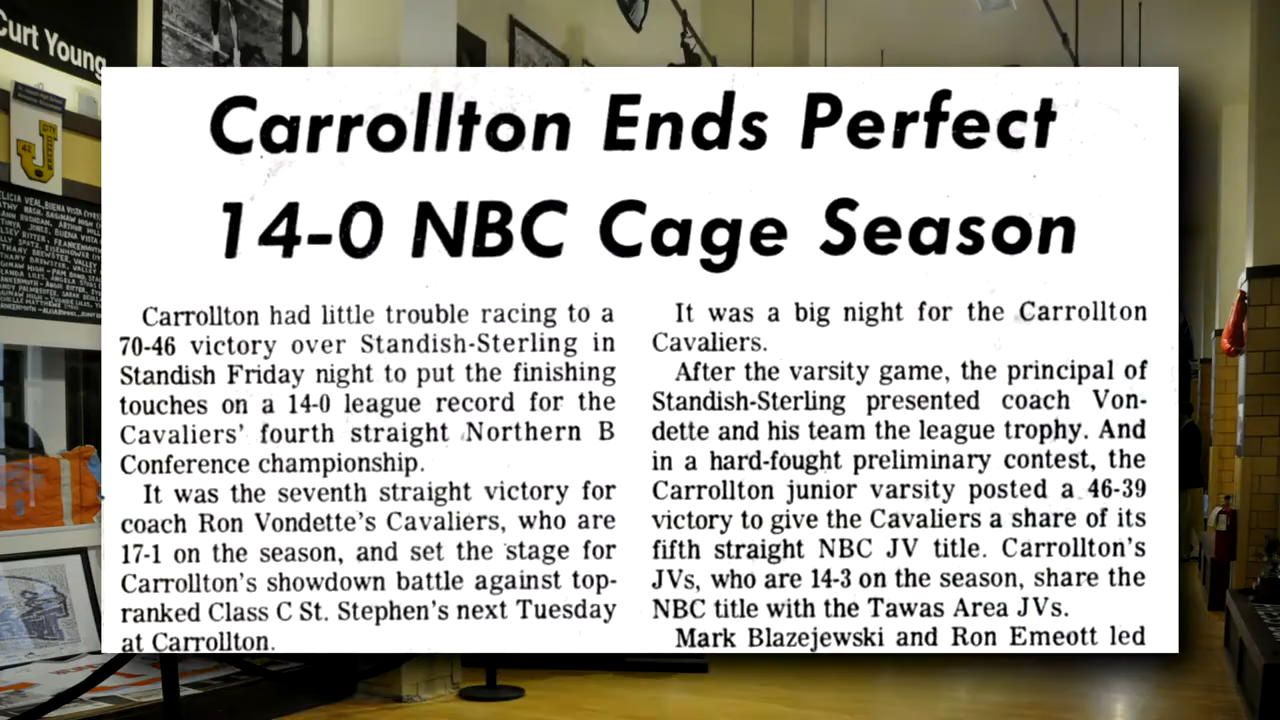 Curt Young
Carrollton Ends Perfect
14-0 NBC Cage Season
Carrollton had little trouble racing to a
70-46 victory over Standish-Sterling in
Standish Friday night to put the finishing
touches on a 14-0 league record for the
Cavaliers' fourth straight Northern B
Conference championship.
It was the seventh straight victory for
coach Ron Vondette's Cavaliers, who are
17-1 on the season, and set the stage for
Carrollton's showdown battle against top-
ranked Class C St. Stephen's next Tuesday
at Carrollton.
It was a big night for the Carrollton
Cavaliers.
After the varsity game, the principal of
Standish-Sterling presented coach Von-
dette and his team the league trophy. And
in a hard-fought preliminary contest, the
Carrollton junior varsity posted a 46-39
victory to give the Cavaliers a share of its
fifth straight NBC JV title. Carrollton's
JVs, who are 14-3 on the season, share the
NBC title with the Tawas Area JVs.
Mark Blazejewski and Ron Emeott led